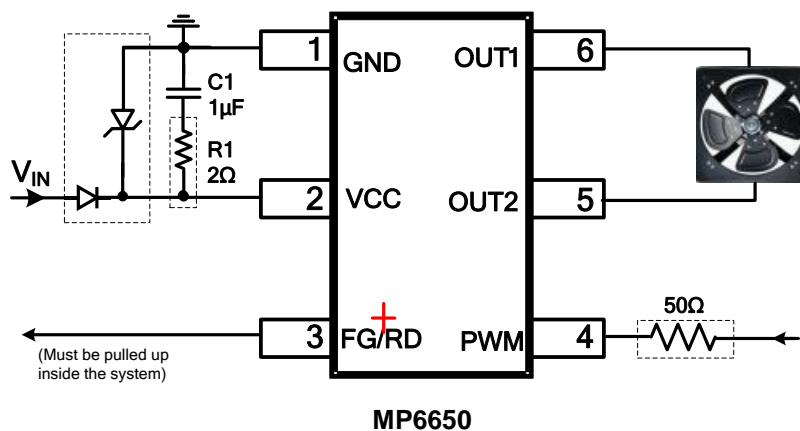 1
GND
OUT1
6
C1
1µF
R1
2Ω
VIN
2
VCC
OUT2
5
50Ω
3
FG/RD
PWM
4
(Must be pulled up
inside the system)
MP6650